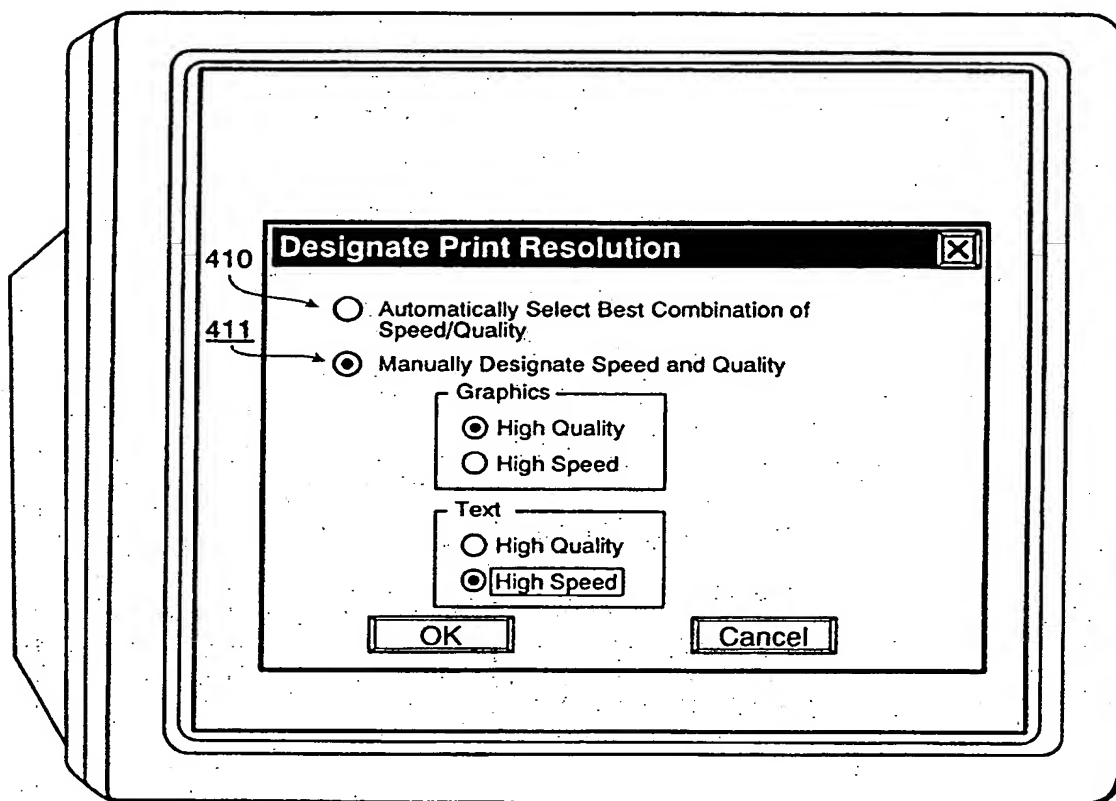 Designate Print Resolution
410
Automatically Select Best Combination of
Speed/Quality
411
Manually Designate Speed and Quality
Graphics
High Quality
High Speed
Text
High Quality
High Speed
OK
Cancel